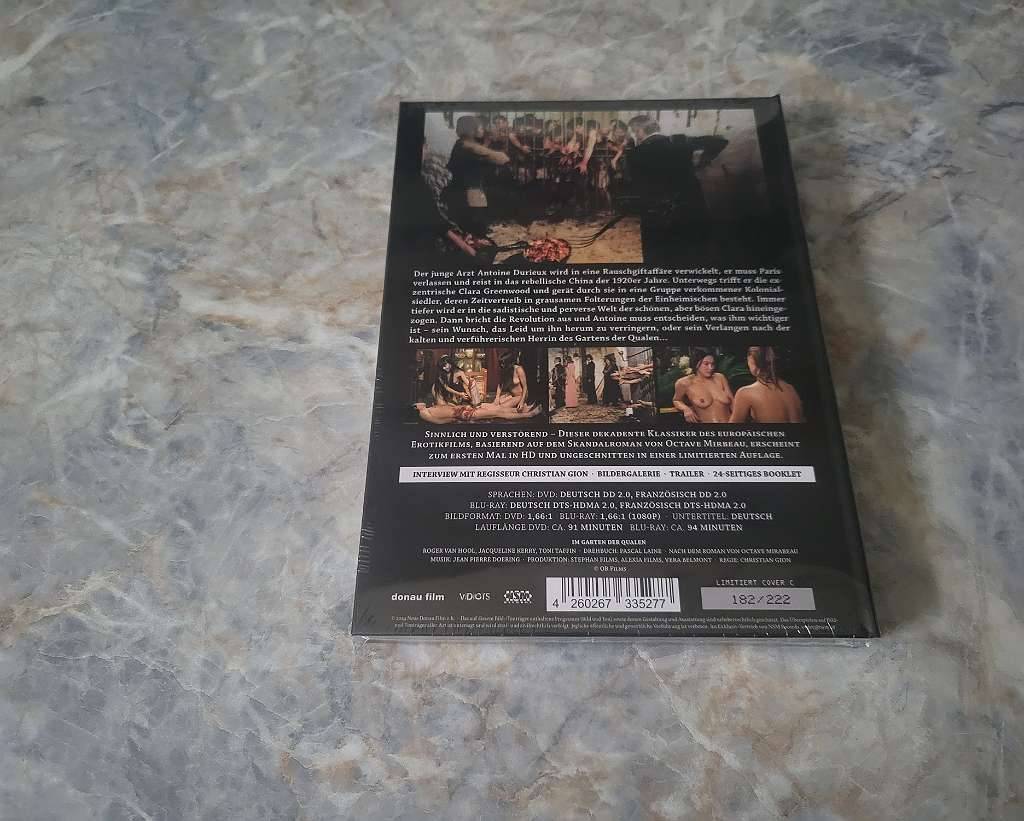 Der junge Arzt Antoine Durieux wird in eine Rauschgiftaffäre verwickelt, er muss Paris
verlassen und reist in das rebellische China der 1920er Jahre. Unterwegs trifft er die ex-
zentrische Clara Greenwood und gerät durch sie in eine Gruppe verkommener Kolonial-
siedler, deren Zeitvertreib in grausamen Folterungen der Einheimischen besteht. Immer
tiefer wird er in die sadistische und perverse Welt der schönen, aber bösen Clara hineinge-
zogen. Dann bricht die Revolution aus und Antoine muss entscheiden, was ihm wichtiger
ist – sein Wunsch, das Leid um ihn herum zu verringern, oder sein Verlangen nach der
kalten und verführerischen Herrin des Gartens der Qualen...
Sinnlich und verstörend – Dieser dekadente Klassiker des europäischen
Erotikfilms, basierend auf dem Skandalroman von Octave Mirbeau, erscheint
zum ersten Mal in HD und ungeschnitten in einer limitierten Auflage.
INTERVIEW MIT REGISSEUR CHRISTIAN GION · BILDERGALERIE · TRAILER · 24-SEITIGES BOOKLET
SPRACHEN: DVD: DEUTSCH DD 2.0, FRANZÖSISCH DD 2.0
BLU-RAY: DEUTSCH DTS-HDMA 2.0, FRANZÖSISCH DTS-HDMA 2.0
BILDFORMAT: DVD: 1,66:1 BLU-RAY: 1,66:1 (1080P) · UNTERTITEL: DEUTSCH
LAUFLÄNGE DVD: CA. 91 MINUTEN BLU-RAY: CA. 94 MINUTEN
IM GARTEN DER QUALEN
ROGER VAN HOOL, JACQUELINE KERRY, TONI TAFFIN · DREHBUCH: PASCAL LAINE · NACH DEM ROMAN VON OCTAVE MIRABEAU
MUSIK: JEAN PIERRE DOERING · PRODUKTION: STEPHAN FILMS, ALEXIA FILMS, VERA BELMONT · REGIE: CHRISTIAN GION
© OB Films
donau film VIDIOTS CASCO 4 260267 335277
LIMITIERT COVER C
182/222